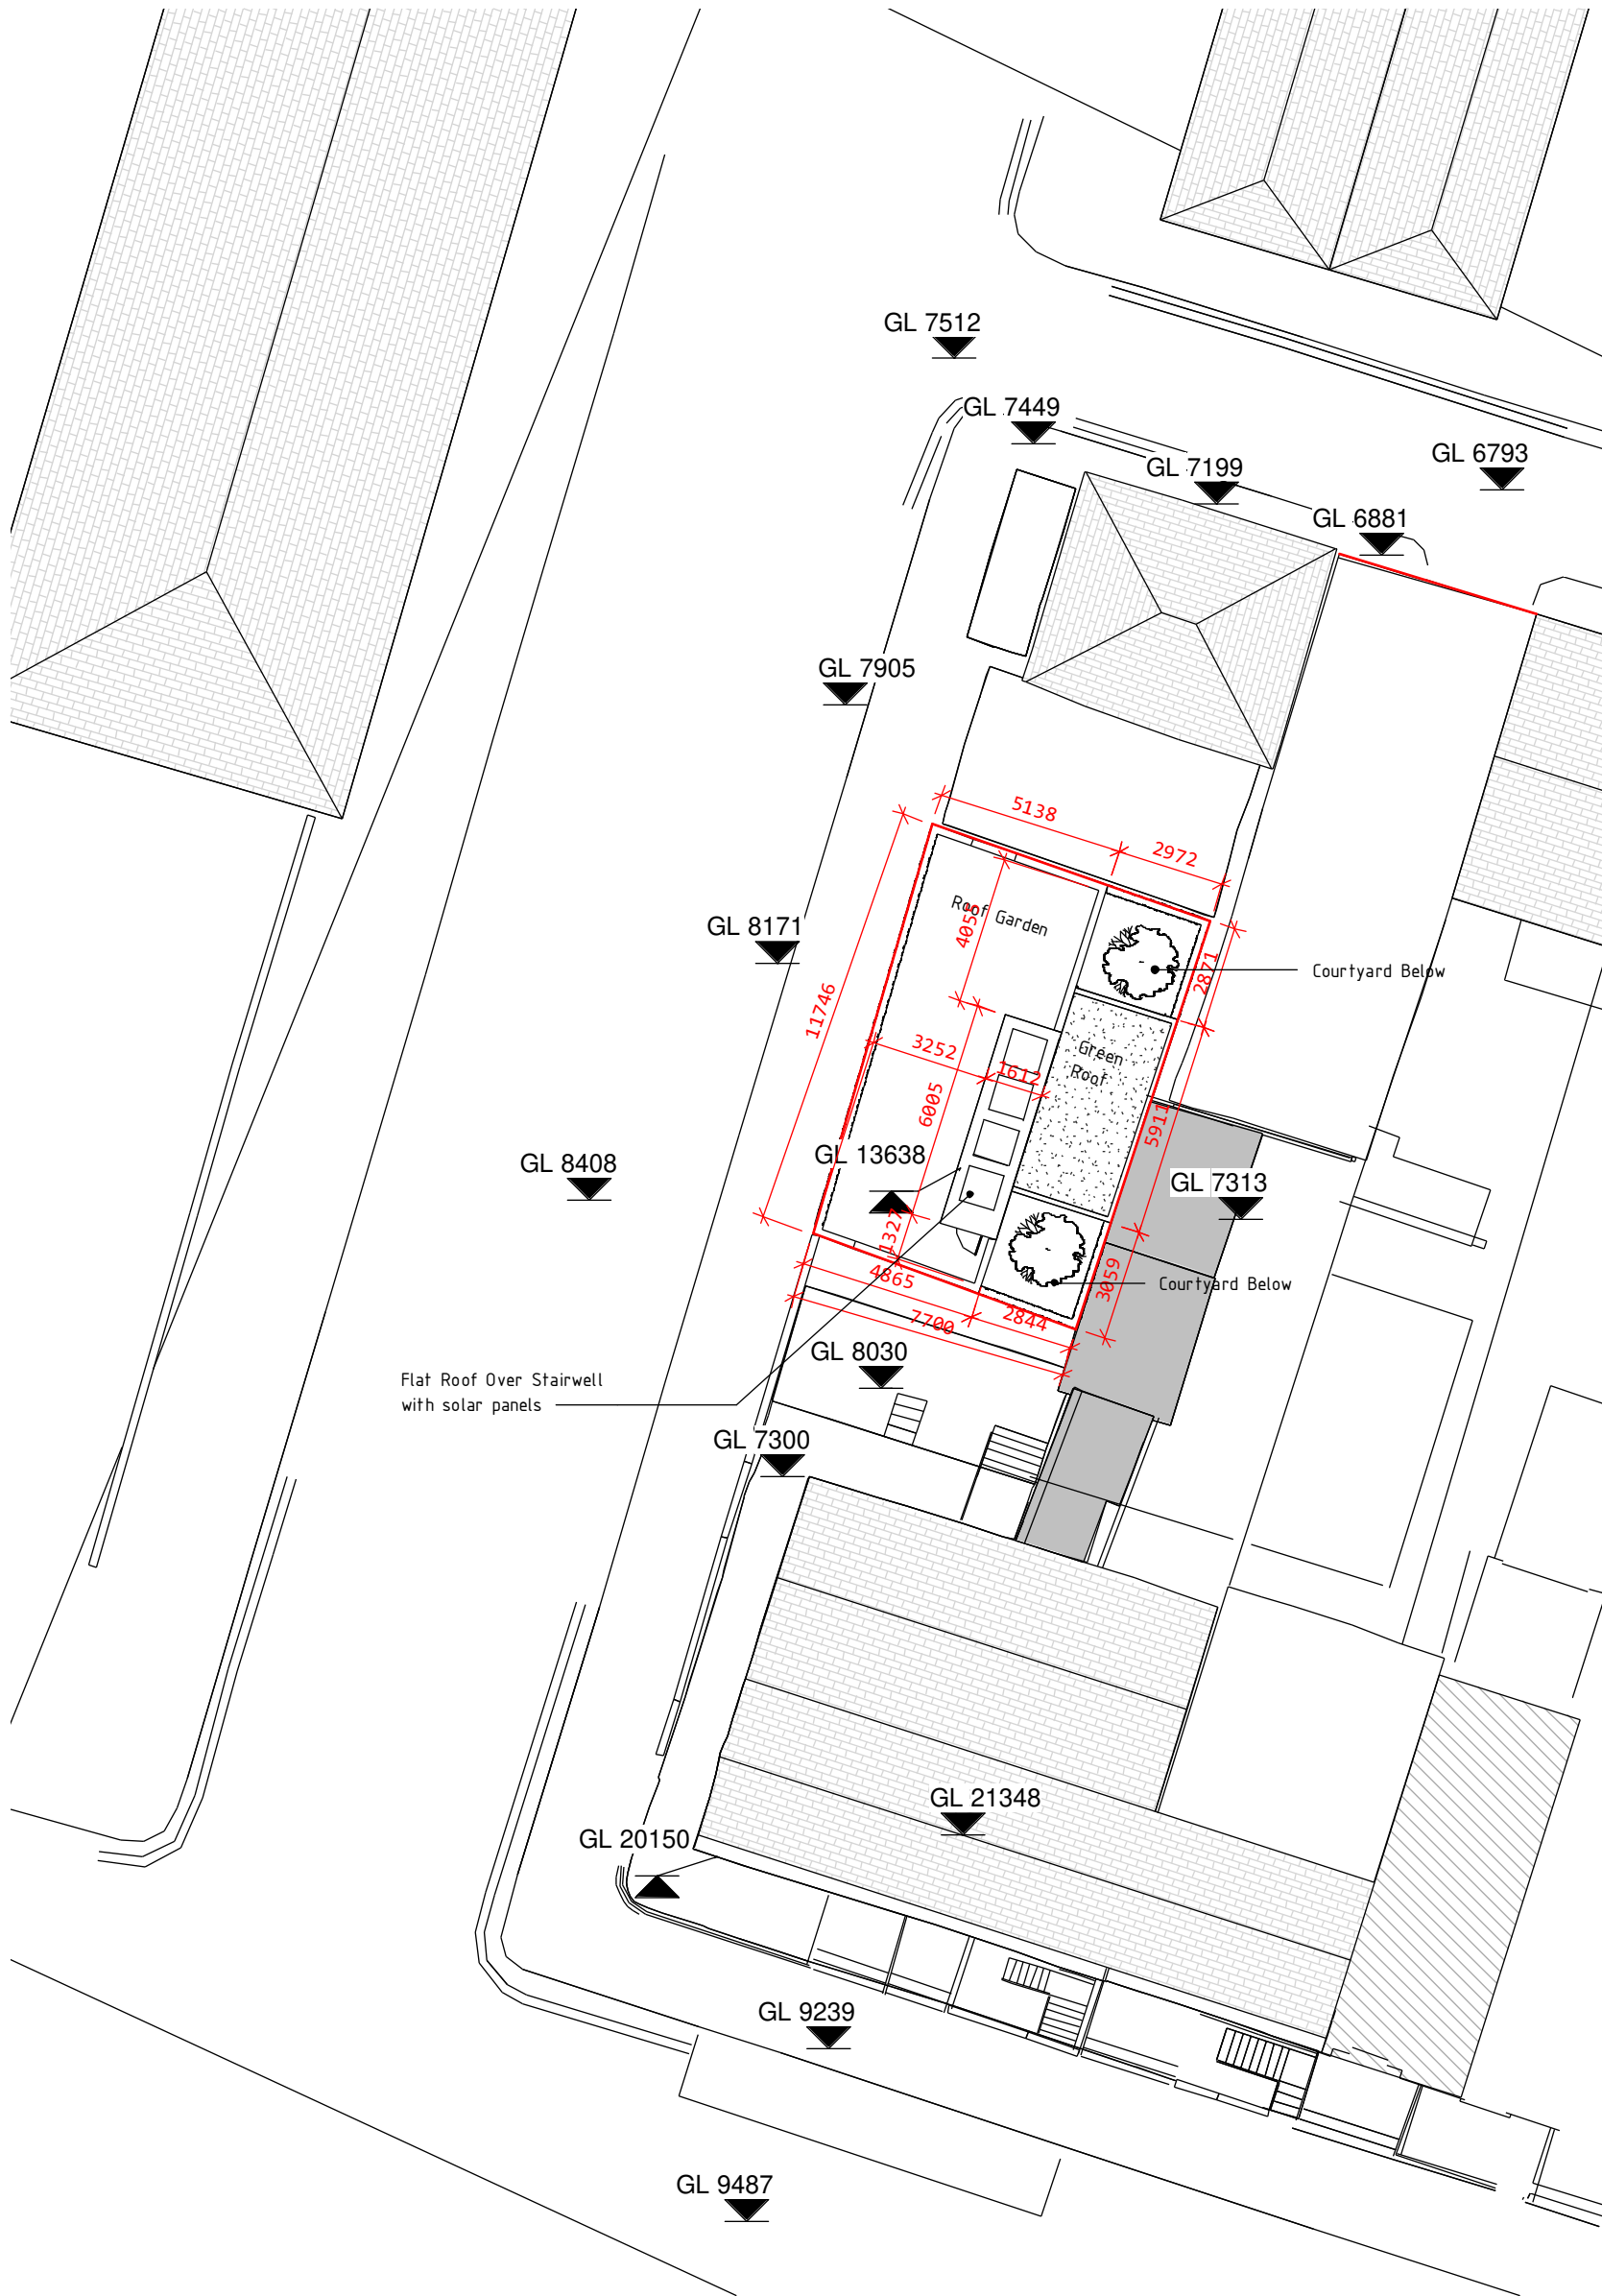 GL 7512
GL 7449
GL 6793
GL 7199
GL 6881
GL 7905
5138
2972
Roof Garden
4055
GL 8171
Courtyard Below
2871
11746
3252
Green
Roof
1612
6005
5911
GL 13638
GL 8408
GL 7313
1327
4865
3059
Courtyard Below
7700
2844
GL 8030
Flat Roof Over Stairwell
with solar panels
GL 7300
GL 21348
GL 20150
GL 9239
GL 9487